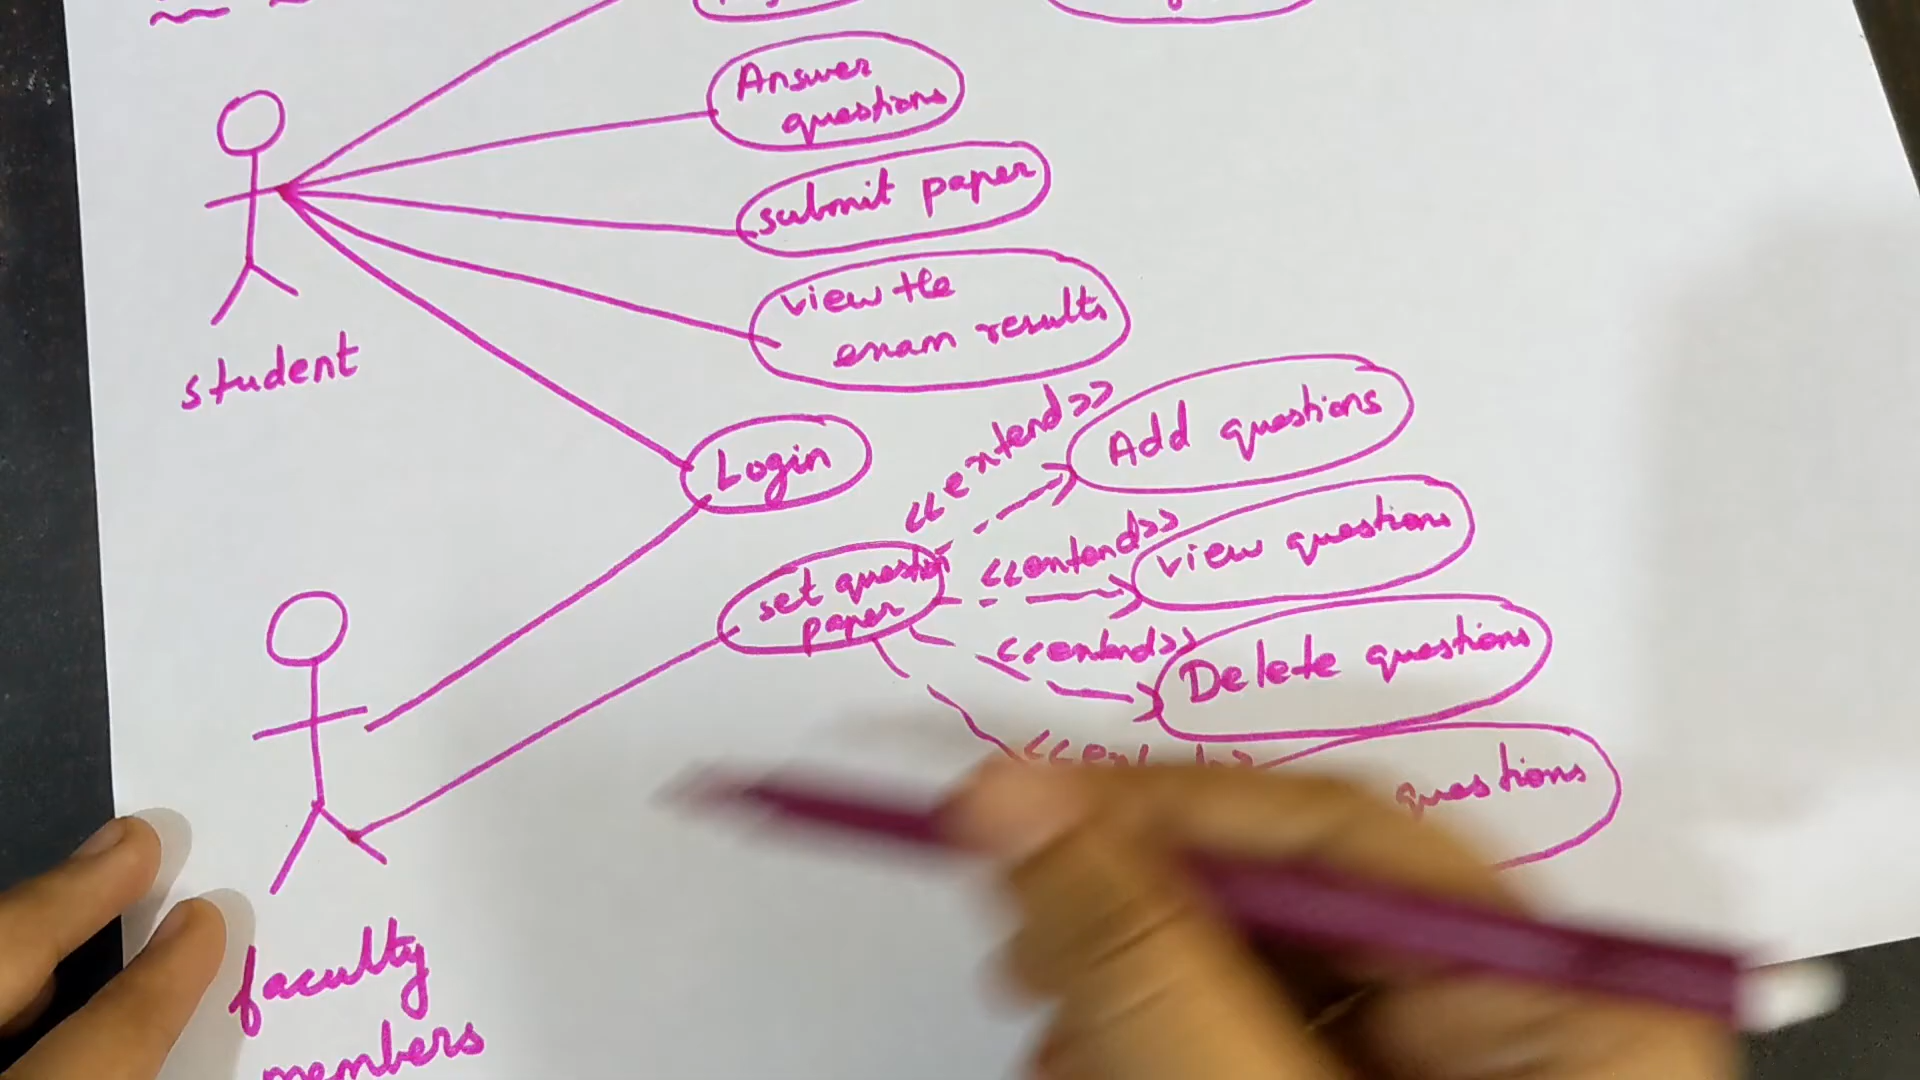 Answer
questions
submit paper
view the
exam results
student
<<extend>>
Add questions
Login
<<extend>>
view questions
set question
paper
<<extend>>
Delete questions
questions
faculty
members